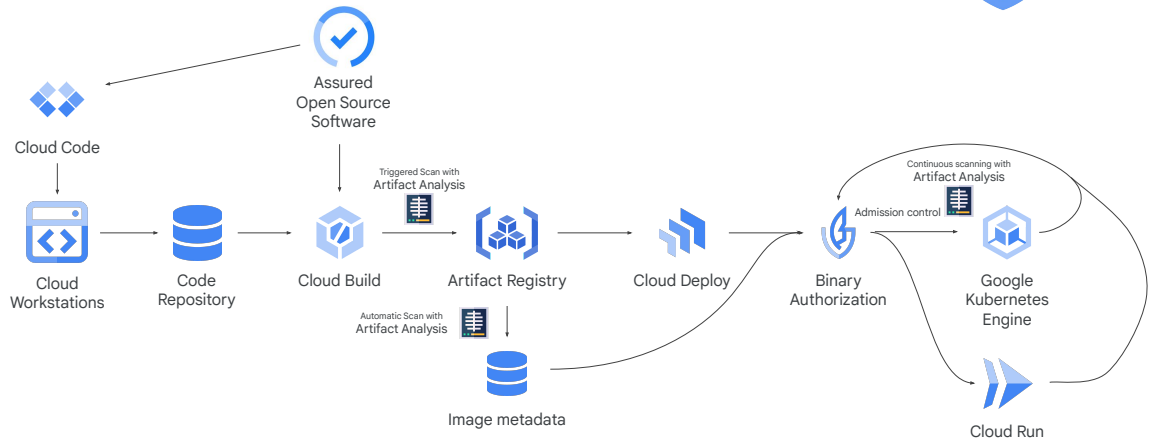 Assured
Open Source
Software
Cloud Code
Triggered Scan with
Artifact Analysis
Continuous scanning with
Artifact Analysis
Admission control
Cloud
Workstations
Code
Repository
Cloud Build
Artifact Registry
Cloud Deploy
Binary
Authorization
Google
Kubernetes
Engine
Automatic Scan with
Artifact Analysis
Image metadata
Cloud Run